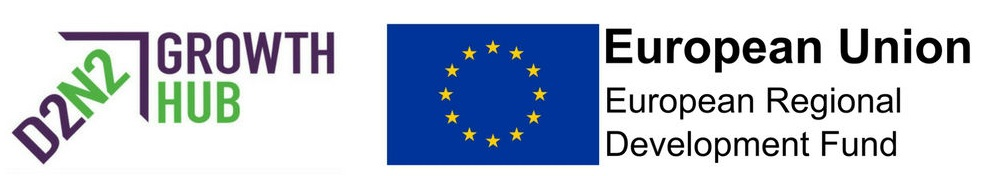 D2N2
GROWTH
HUB
European Union
European Regional
Development Fund